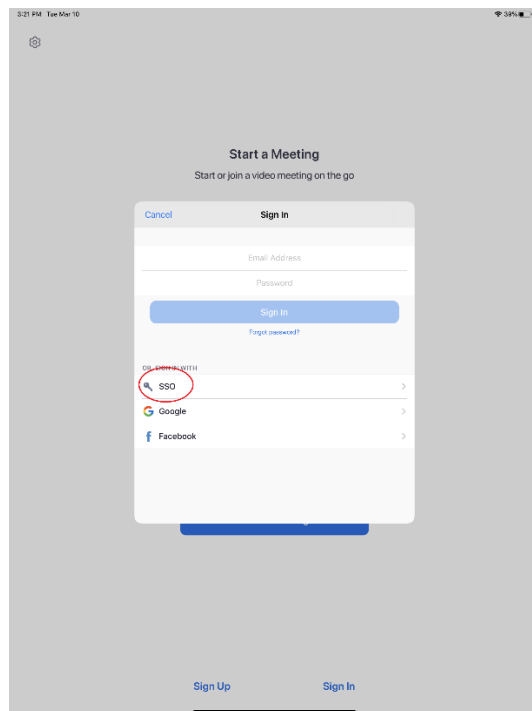 3:21 PM Tue Mar 10
39%
Start a Meeting
Start or join a video meeting on the go
Cancel
Sign In
Email Address
Password
Sign In
Forgot password?
OR, SIGN IN WITH
SSO
Google
Facebook
Sign Up
Sign In